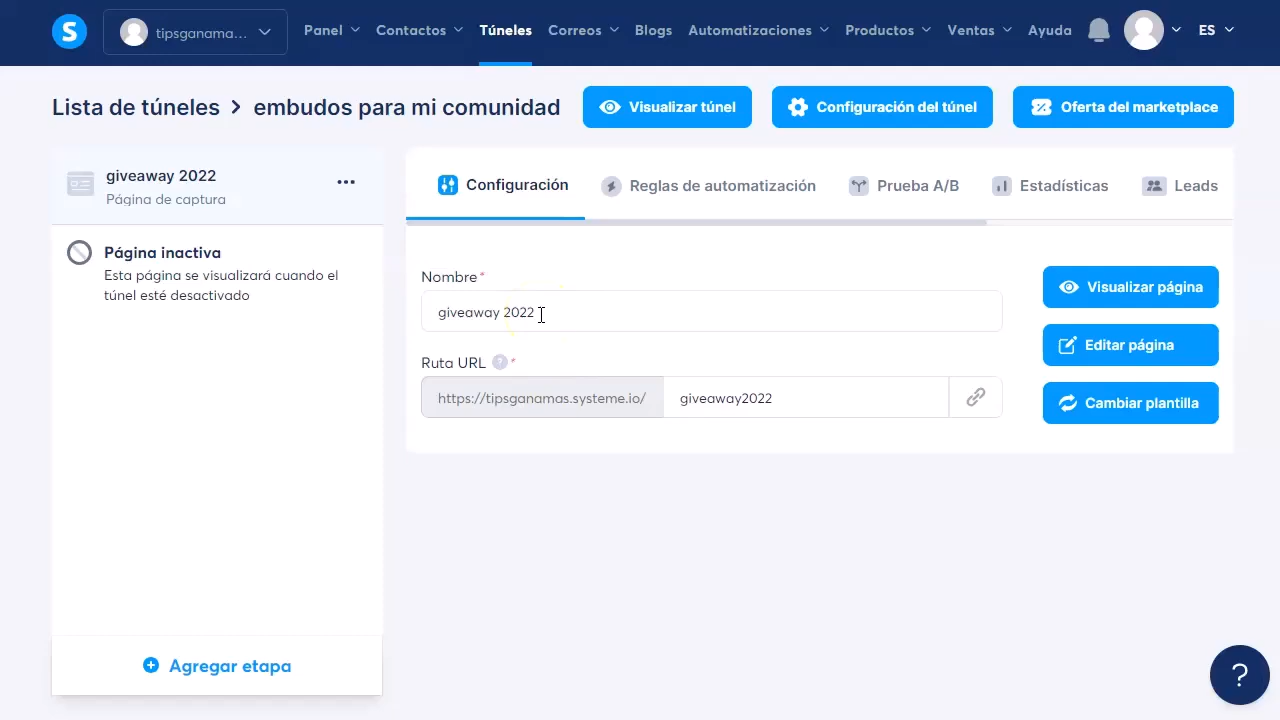 S
tipsganama...
Panel
Contactos
Túneles
Correos
Blogs
Automatizaciones
Productos
Ventas
Ayuda
ES
Lista de túneles > embudos para mi comunidad
Visualizar túnel
Configuración del túnel
Oferta del marketplace
giveaway 2022
Página de captura
Página inactiva
Esta página se visualizará cuando el
túnel esté desactivado
Agregar etapa
Configuración
Reglas de automatización
Prueba A/B
Estadísticas
Leads
Nombre*
giveaway 2022
Ruta URL ? *
https://tipsganamas.systeme.io/
giveaway2022
Visualizar página
Editar página
Cambiar plantilla
?